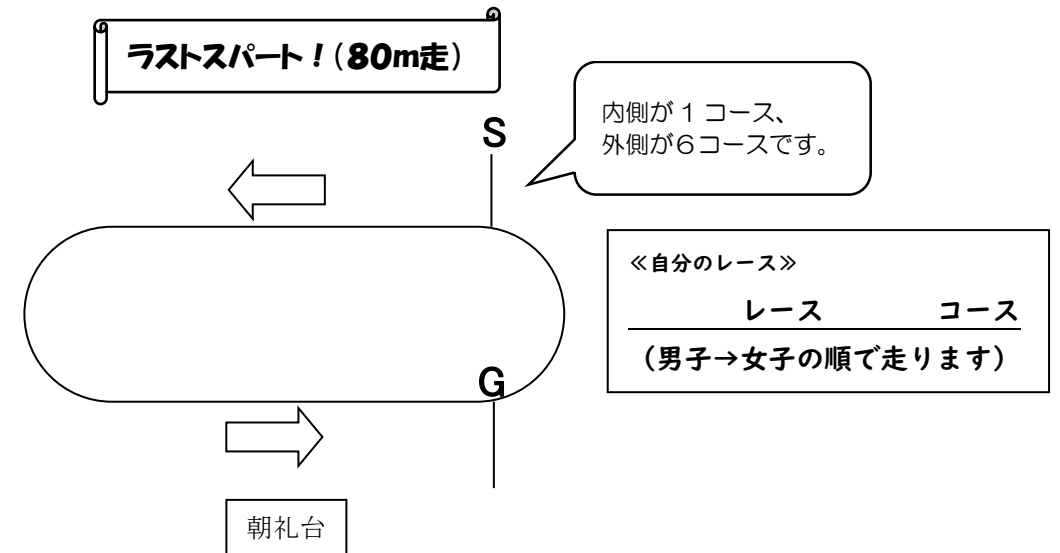 ラストスパート！（80m走）
S
内側が1コース、
外側が6コースです。
≪自分のレース≫
レース　コース
（男子→女子の順で走ります）
G
朝礼台